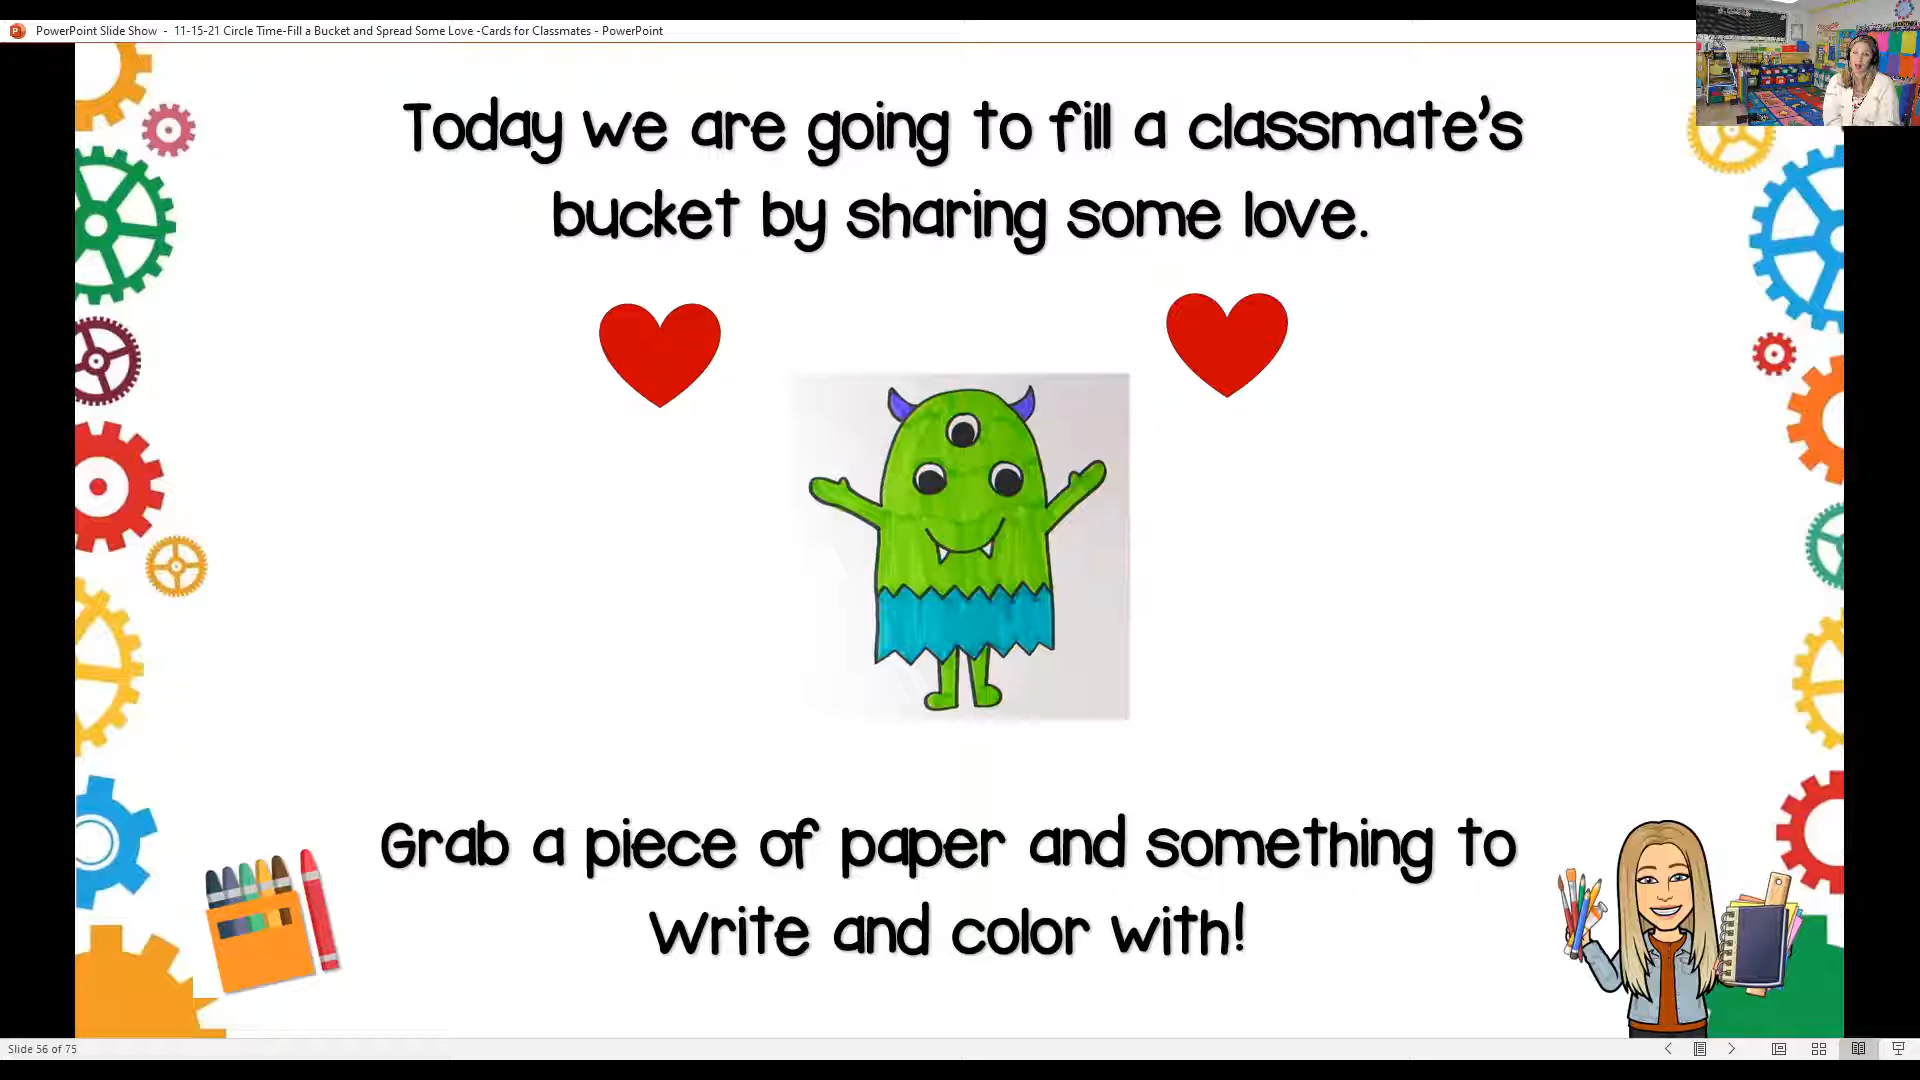 PowerPoint Slide Show - 11-15-21 Circle Time-Fill a Bucket and Spread Some Love -Cards for Classmates - PowerPoint
Today we are going to fill a classmate's
bucket by sharing some love.
Grab a piece of paper and something to
Write and color with!
Slide 56 of 75